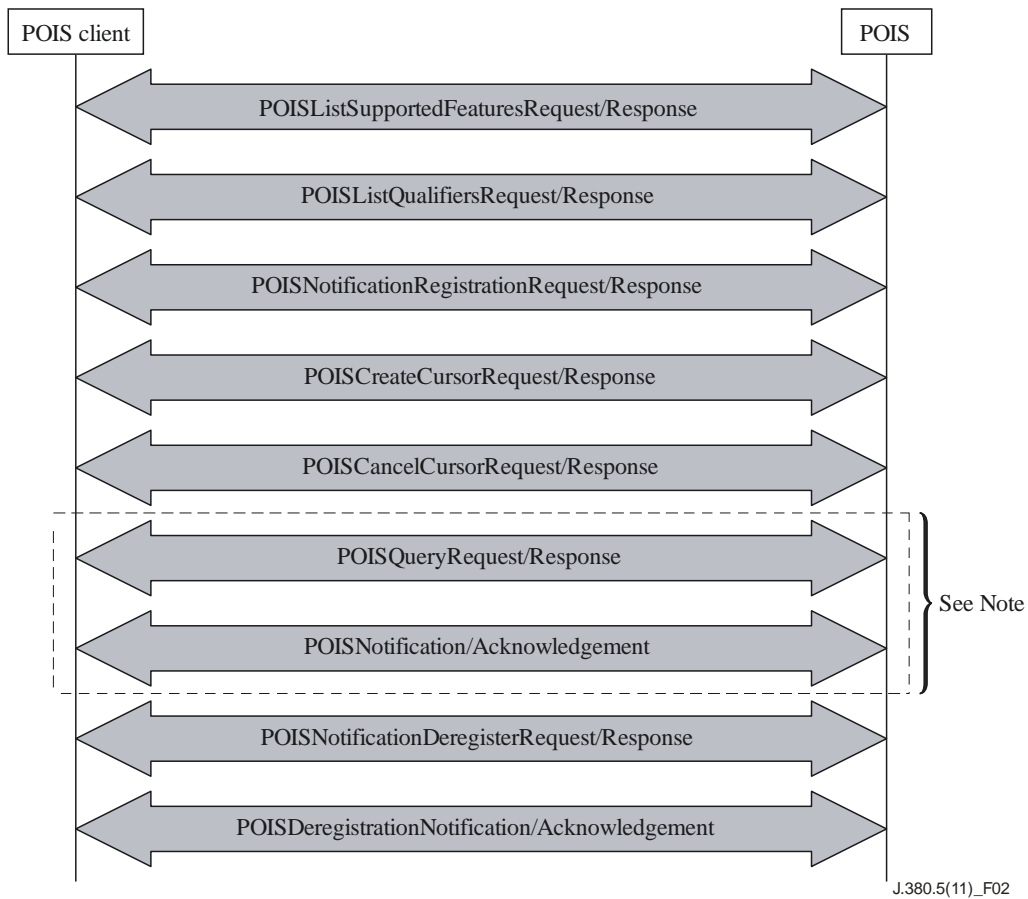 POIS client
POIS
POISListSupportedFeaturesRequest/Response
POISListQualifiersRequest/Response
POISNotificationRegistrationRequest/Response
POISCreateCursorRequest/Response
POISCancelCursorRequest/Response
POISQueryRequest/Response
See Note
POISNotification/Acknowledgement
POISNotificationDeregisterRequest/Response
POISDeregistrationNotification/Acknowledgement
J.380.5(11)_F02